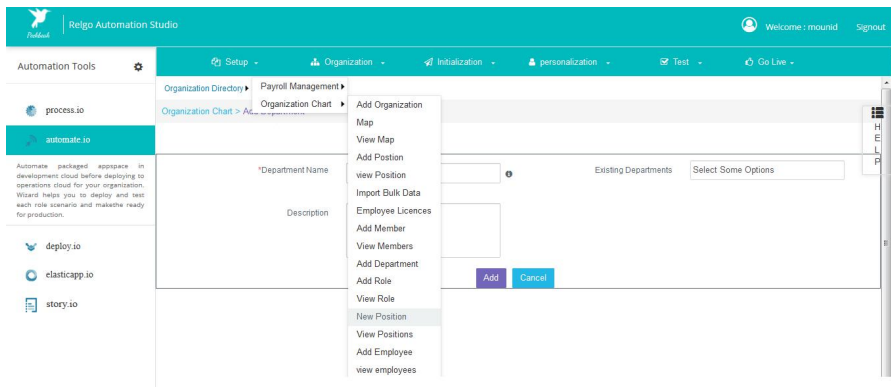 Relgo Automation Studio
Welcome : mounid
Signout
Automation Tools
Setup
Organization
Initialization
personalization
Test
Go Live
Organization Directory
Payroll Management
Organization Chart
Organization Chart > Add Department
process.io
automate.io
Automate packaged appspace in
development cloud before deploying to
operations cloud for your organization.
Wizard helps you to deploy and test
each role scenario and makethe ready
for production.
deploy.io
elasticapp.io
story.io
Add Organization
Map
View Map
Add Postion
view Position
Import Bulk Data
Employee Licences
Add Member
View Members
Add Department
Add Role
View Role
New Position
View Positions
Add Employee
view employees
*Department Name
Existing Departments
Select Some Options
Description
Add
Cancel
H
E
L
P